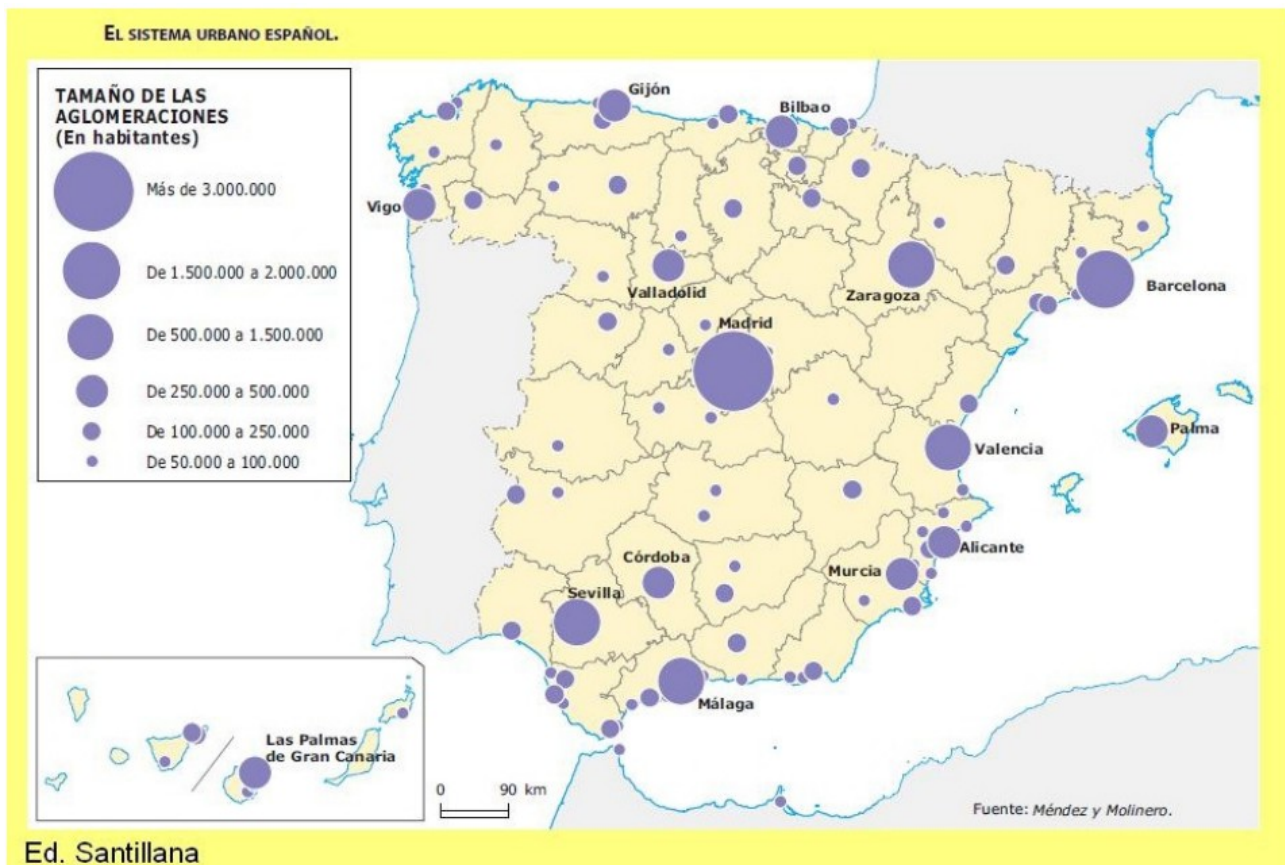 EL SISTEMA URBANO ESPAÑOL.
TAMAÑO DE LAS
AGLOMERACIONES
(En habitantes)
Más de 3.000.000
De 1.500.000 a 2.000.000
De 500.000 a 1.500.000
De 250.000 a 500.000
De 100.000 a 250.000
De 50.000 a 100.000
Gijón
Bilbao
Vigo
Valladolid
Zaragoza
Barcelona
Madrid
Palma
Valencia
Alicante
Murcia
Córdoba
Sevilla
Málaga
Las Palmas
de Gran Canaria
0 90 km
Fuente: Méndez y Molinero.
Ed. Santillana